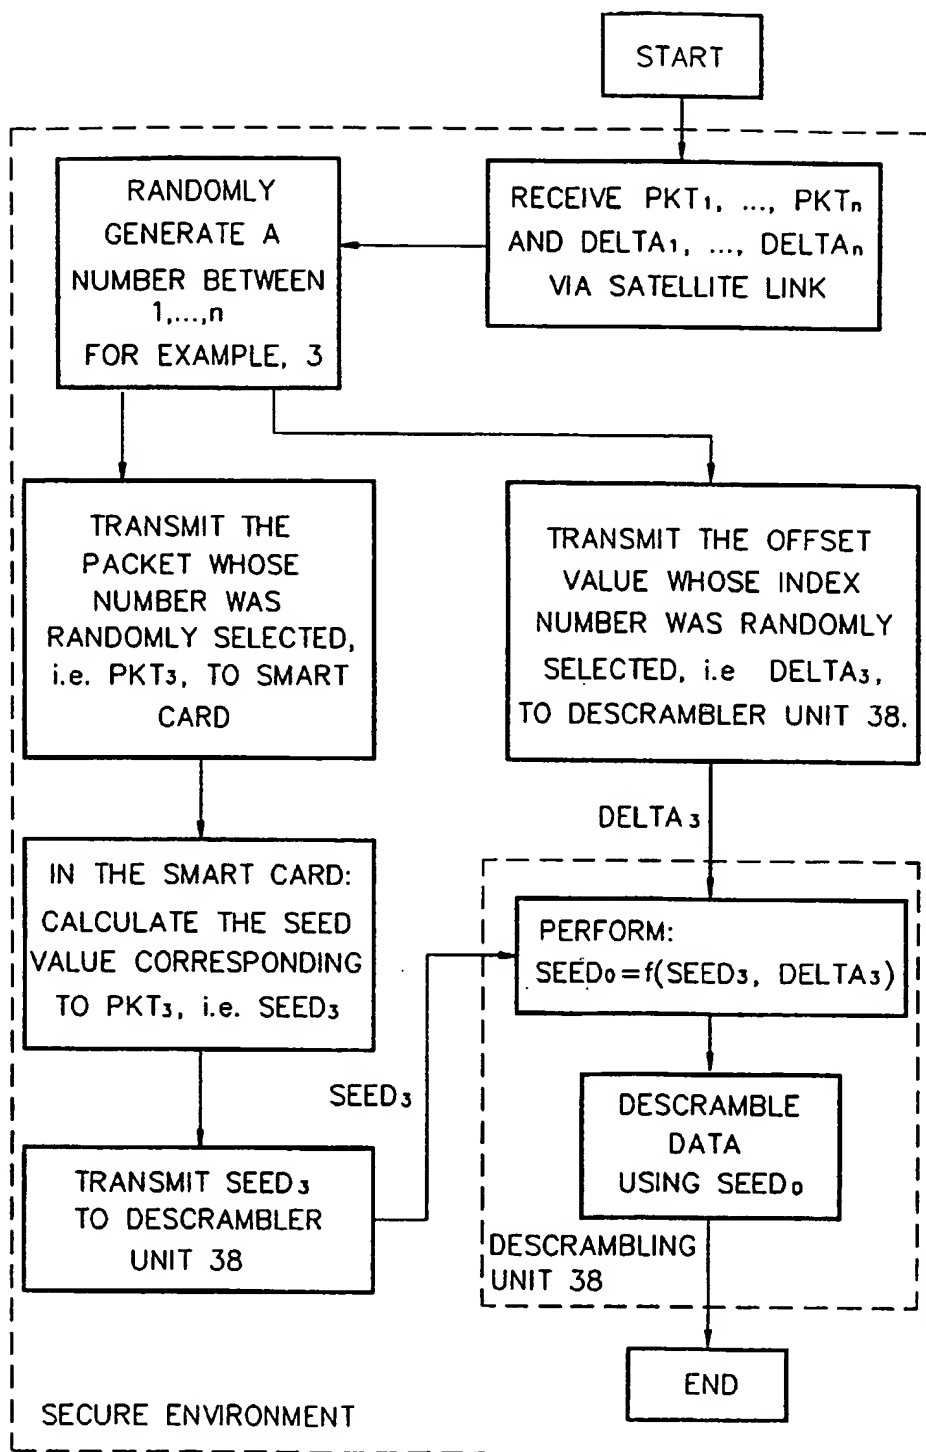 START
RECEIVE PKT₁, ..., PKTₙ
AND DELTA₁, ..., DELTAₙ
VIA SATELLITE LINK
RANDOMLY
GENERATE A
NUMBER BETWEEN
1,...,n
FOR EXAMPLE, 3
TRANSMIT THE
PACKET WHOSE
NUMBER WAS
RANDOMLY SELECTED,
i.e. PKT₃, TO SMART
CARD
TRANSMIT THE OFFSET
VALUE WHOSE INDEX
NUMBER WAS RANDOMLY
SELECTED, i.e DELTA₃,
TO DESCRAMBLER UNIT 38.
DELTA₃
IN THE SMART CARD:
CALCULATE THE SEED
VALUE CORRESPONDING
TO PKT₃, i.e. SEED₃
PERFORM:
SEED₀=f(SEED₃, DELTA₃)
SEED₃
TRANSMIT SEED₃
TO DESCRAMBLER
UNIT 38
DESCRAMBLE
DATA
USING SEED₀
DESCRAMBLING
UNIT 38
END
SECURE ENVIRONMENT